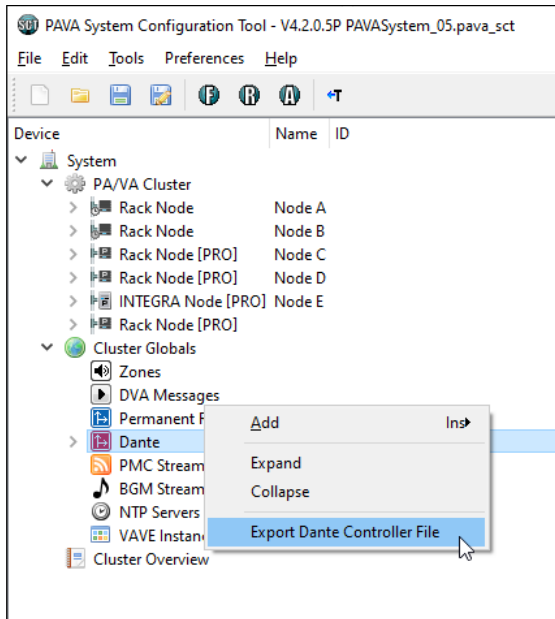 SCT PAVA System Configuration Tool - V4.2.0.5P PAVASystem_05.pava_sct
File Edit Tools Preferences Help
F R A T
Device Name ID
System
PA/VA Cluster
Rack Node Node A
Rack Node Node B
Rack Node [PRO] Node C
Rack Node [PRO] Node D
INTEGRA Node [PRO] Node E
Rack Node [PRO]
Cluster Globals
Zones
DVA Messages
Permanent
Add Ins
Dante
PMC Stream
Expand
BGM Stream
Collapse
NTP Servers
VAVE Instan
Export Dante Controller File
Cluster Overview